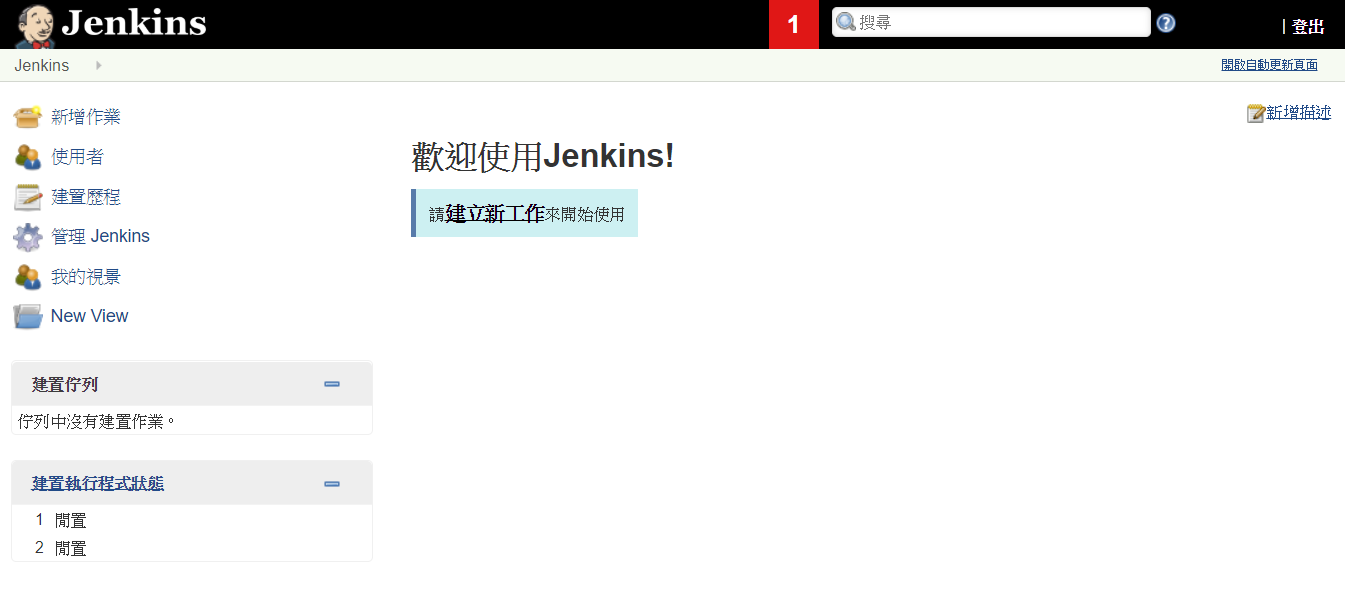 Jenkins
1
搜尋
| 登出
Jenkins
開啟自動更新頁面
新增作業
使用者
建置歷程
管理 Jenkins
我的視景
New View
建置佇列
佇列中沒有建置作業。
建置執行程式狀態
1 閒置
2 閒置
新增描述
歡迎使用Jenkins!
請建立新工作來開始使用